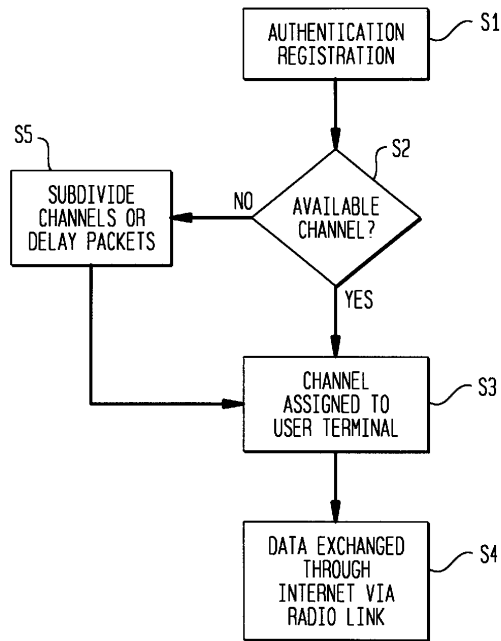 S1
AUTHENTICATION
REGISTRATION
S2
AVAILABLE
CHANNEL?
NO
YES
S5
SUBDIVIDE
CHANNELS OR
DELAY PACKETS
S3
CHANNEL
ASSIGNED TO
USER TERMINAL
S4
DATA EXCHANGED
THROUGH
INTERNET VIA
RADIO LINK